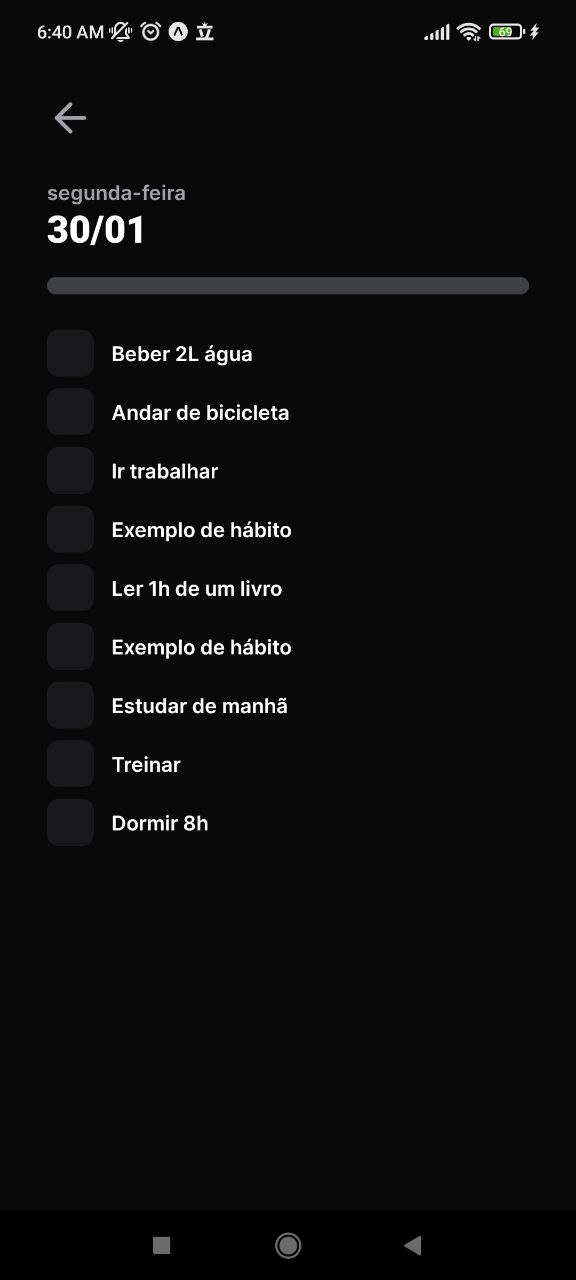 6:40 AM
69
segunda-feira
30/01
Beber 2L água
Andar de bicicleta
Ir trabalhar
Exemplo de hábito
Ler 1h de um livro
Exemplo de hábito
Estudar de manhã
Treinar
Dormir 8h